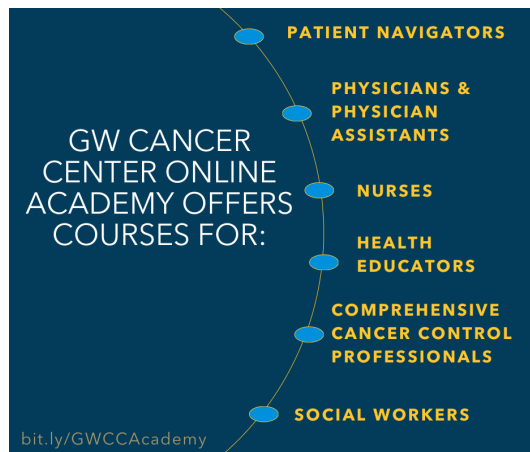 GW CANCER
CENTER ONLINE
ACADEMY OFFERS
COURSES FOR:
PATIENT NAVIGATORS
PHYSICIANS &
PHYSICIAN
ASSISTANTS
NURSES
HEALTH
EDUCATORS
COMPREHENSIVE
CANCER CONTROL
PROFESSIONALS
SOCIAL WORKERS
bit.ly/GWCCAcademy